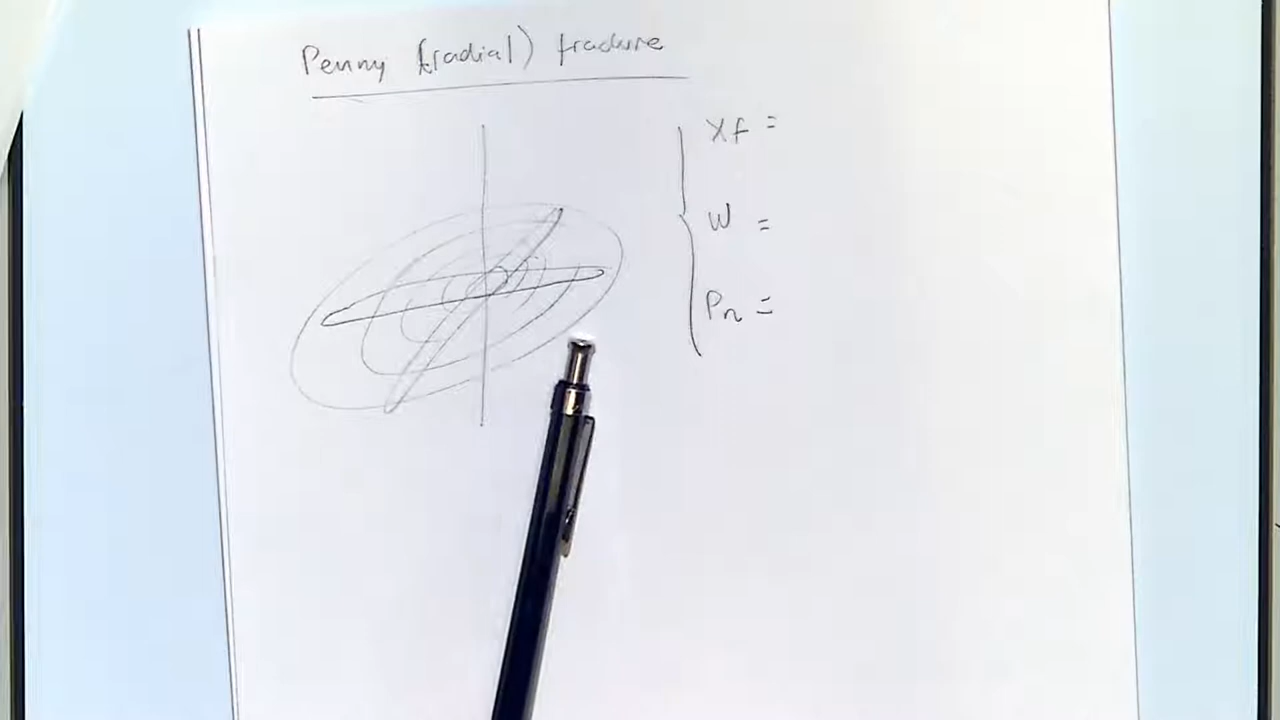 Penny (radial) fracture
Xf =
W =
Pn =